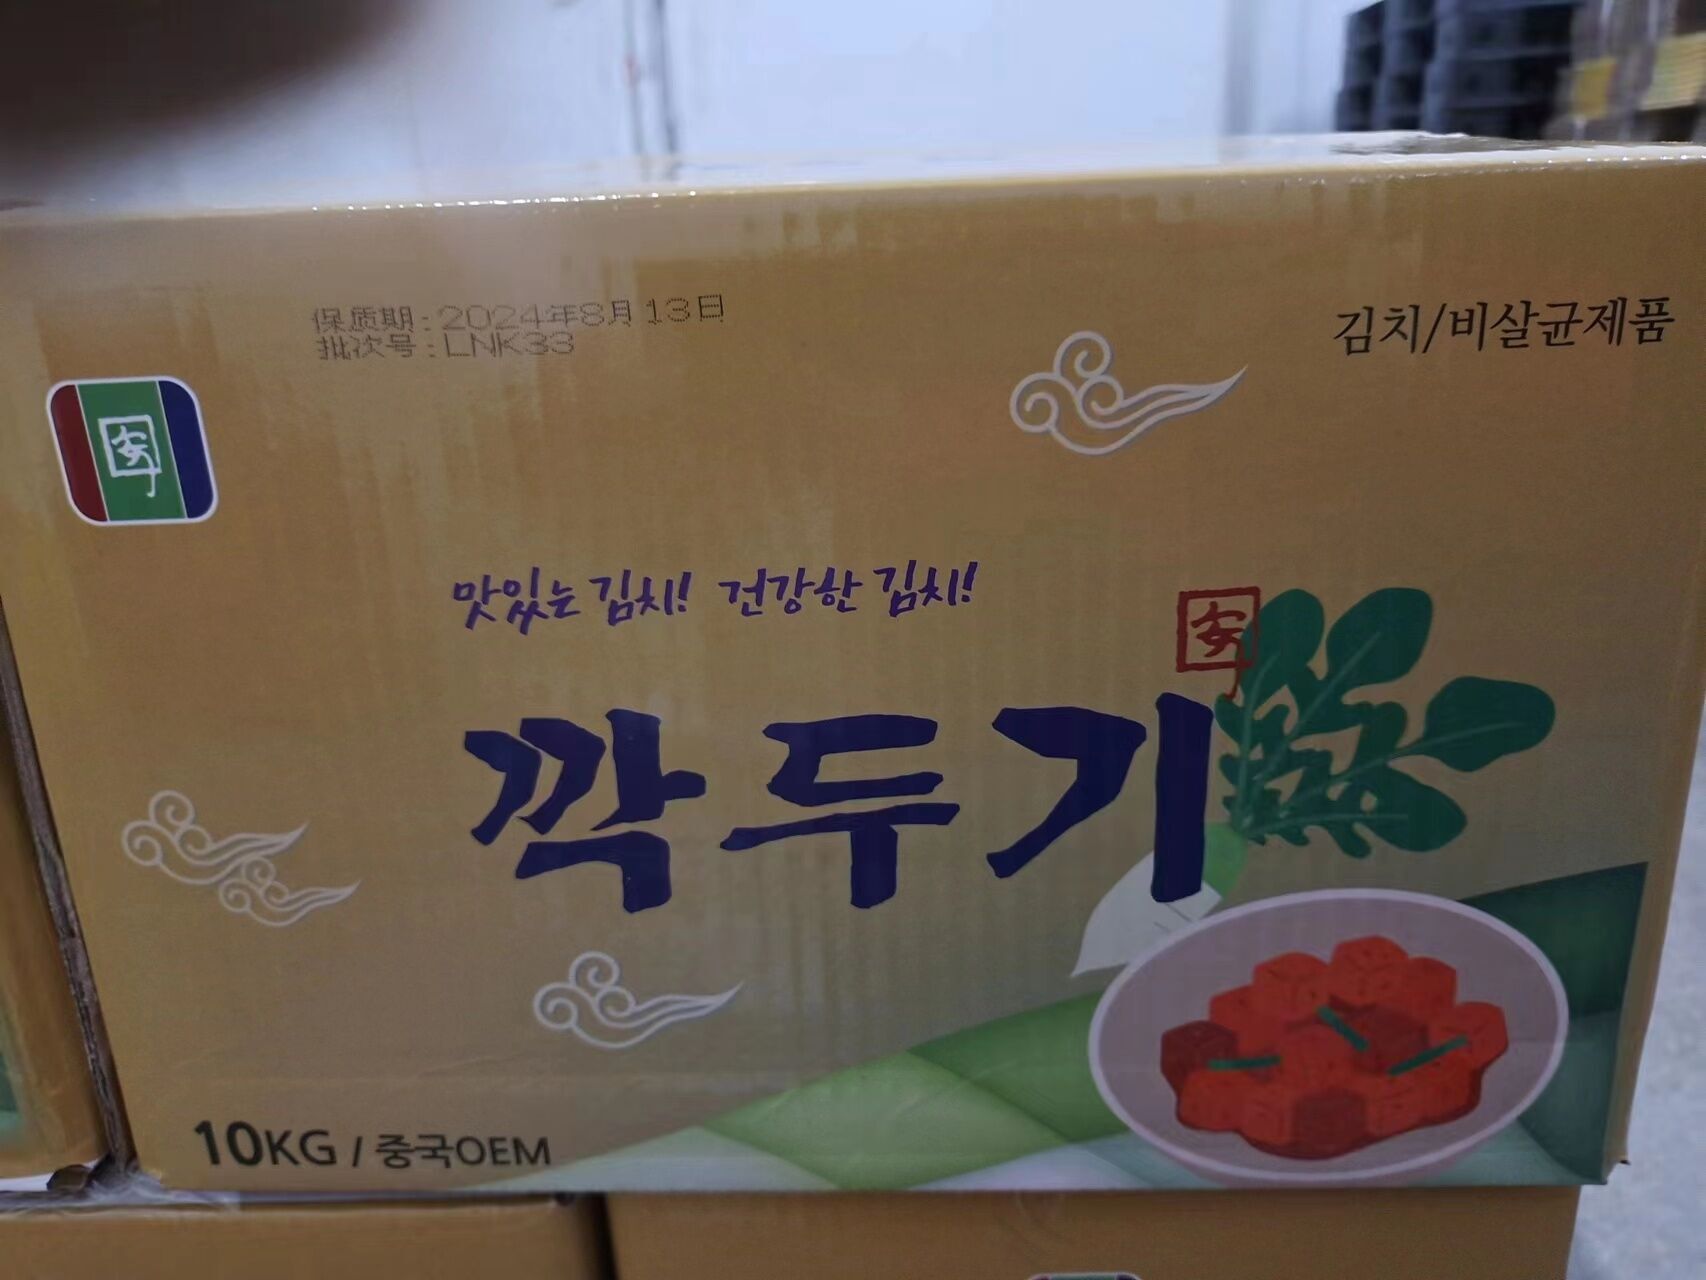 保质期:2024年8月13日
批次号:LNK33
김치/비살균제품
安
맛있는 김치! 건강한 김치!
安
깍두기
10KG / 중국OEM